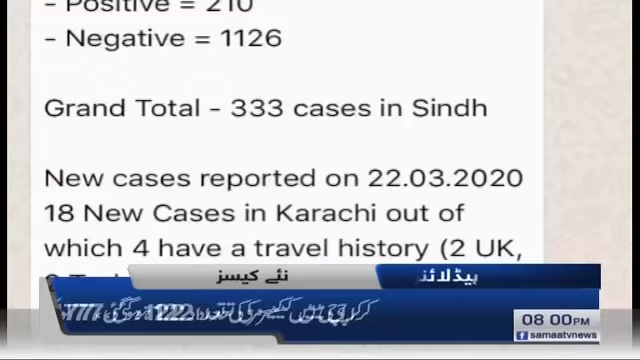 - Positive = 210
- Negative = 1126
Grand Total - 333 cases in Sindh
New cases reported on 22.03.2020
18 New Cases in Karachi out of
which 4 have a travel history (2 UK,
نئے کیسز
ہیڈلائنز
08:00PM
samaatvnews